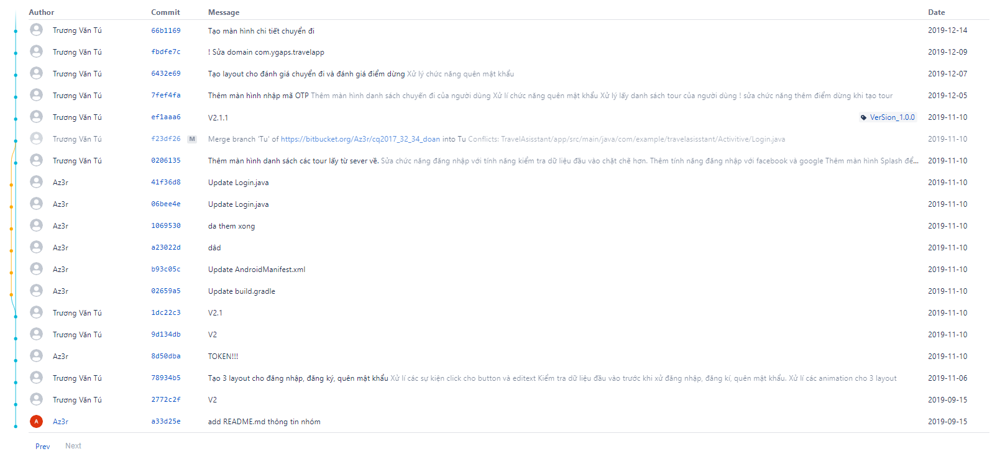 Author Commit Message Date
Trương Văn Tú 66b1169 Tạo màn hình chi tiết chuyến đi 2019-12-14
Trương Văn Tú fbdfe7c ! Sửa domain com.ygaps.travelapp 2019-12-09
Trương Văn Tú 6432e69 Tạo layout cho đánh giá chuyến đi và đánh giá điểm dừng Xử lý chức năng quên mật khẩu 2019-12-07
Trương Văn Tú 7fef4fa Thêm màn hình nhập mã OTP Thêm màn hình danh sách chuyến đi của người dùng Xử lí chức năng quên mật khẩu Xử lý lấy danh sách tour của người dùng ! sửa chức năng thêm điểm dừng khi tạo tour 2019-12-05
Trương Văn Tú ef1aaa6 V2.1.1 VerSion_1.0.0 2019-11-10
Trương Văn Tú f23df26 M Merge branch 'Tu' of https://bitbucket.org/Az3r/cq2017_32_34_doan into Tu Conflicts: TravelAsisstant/app/src/main/java/com/example/travelasisstant/Activitive/Login.java 2019-11-10
Trương Văn Tú 0206135 Thêm màn hình danh sách các tour lấy từ sever về. Sửa chức năng đăng nhập với tính năng kiểm tra dữ liệu đầu vào chặt chẽ hơn. Thêm tính năng đăng nhập với facebook và google Thêm màn hình Splash để... 2019-11-10
Az3r 41f36d8 Update Login.java 2019-11-10
Az3r 06bee4e Update Login.java 2019-11-10
Az3r 1069530 da them xong 2019-11-10
Az3r a23022d dâd 2019-11-10
Az3r b93c05c Update AndroidManifest.xml 2019-11-10
Az3r 02659a5 Update build.gradle 2019-11-10
Trương Văn Tú 1dc22c3 V2.1 2019-11-10
Trương Văn Tú 9d134db V2 2019-11-10
Az3r 8d50dba TOKEN!!! 2019-11-10
Trương Văn Tú 78934b5 Tạo 3 layout cho đăng nhập, đăng ký, quên mật khẩu Xử lí các sự kiện click cho button và editext Kiểm tra dữ liệu đầu vào trước khi xử đăng nhập, đăng kí, quên mật khẩu. Xử lí các animation cho 3 layout 2019-11-06
Trương Văn Tú 2772c2f V2 2019-09-15
A Az3r a33d25e add README.md thông tin nhóm 2019-09-15
Prev Next